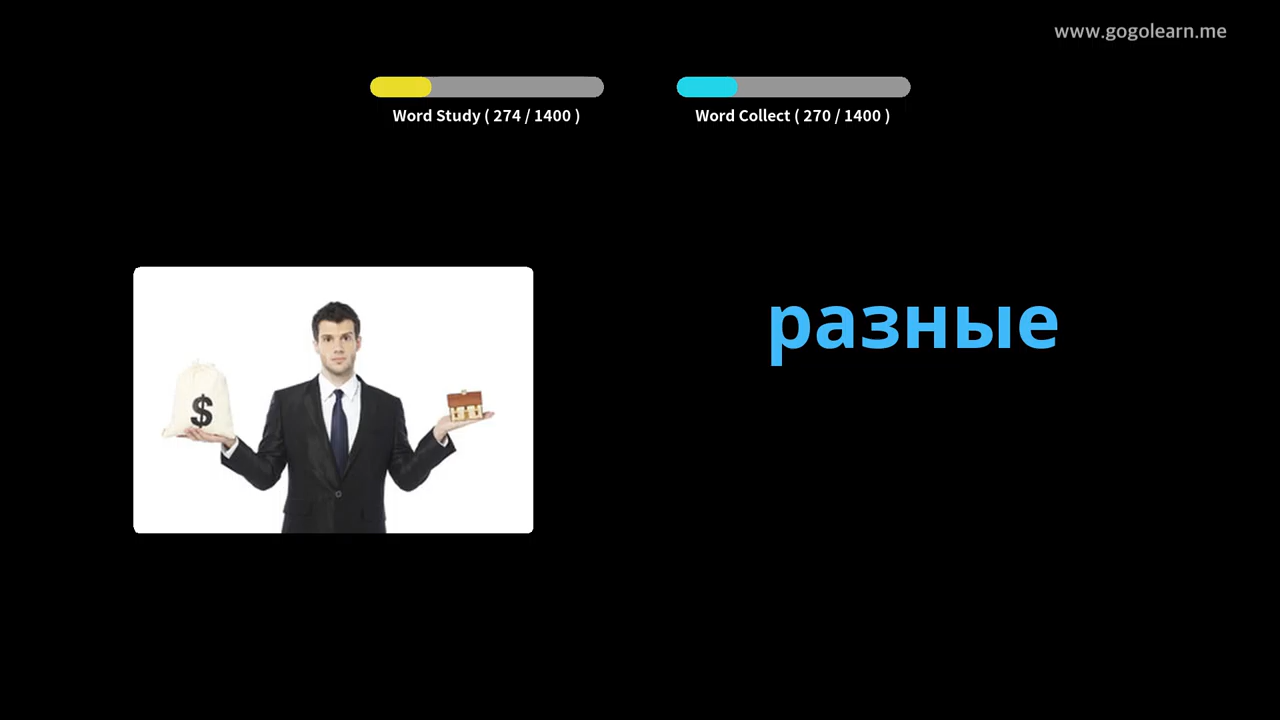 www.gogolearn.me
Word Study ( 274 / 1400 )
Word Collect ( 270 / 1400 )
разные
$